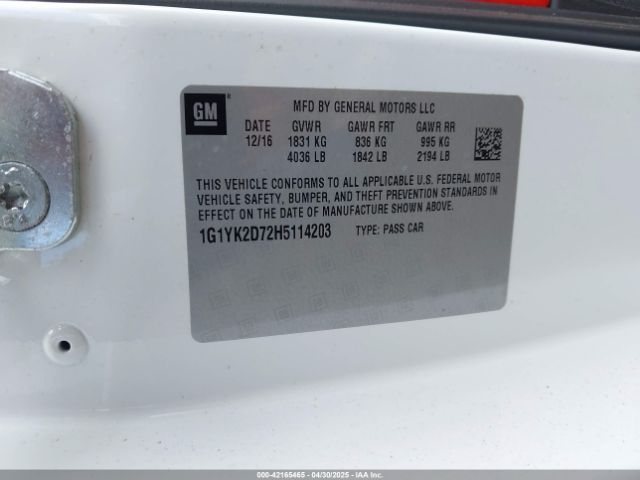 GM
MFD BY GENERAL MOTORS LLC
DATE GVWR GAWR FRT GAWR RR
12/16 1831 KG 836 KG 995 KG
4036 LB 1842 LB 2194 LB
THIS VEHICLE CONFORMS TO ALL APPLICABLE U.S. FEDERAL MOTOR
VEHICLE SAFETY, BUMPER, AND THEFT PREVENTION STANDARDS IN
EFFECT ON THE DATE OF MANUFACTURE SHOWN ABOVE.
1G1YK2D72H5114203 TYPE: PASS CAR
000-42165465 - 04/30/2025 - IAAI, Inc.